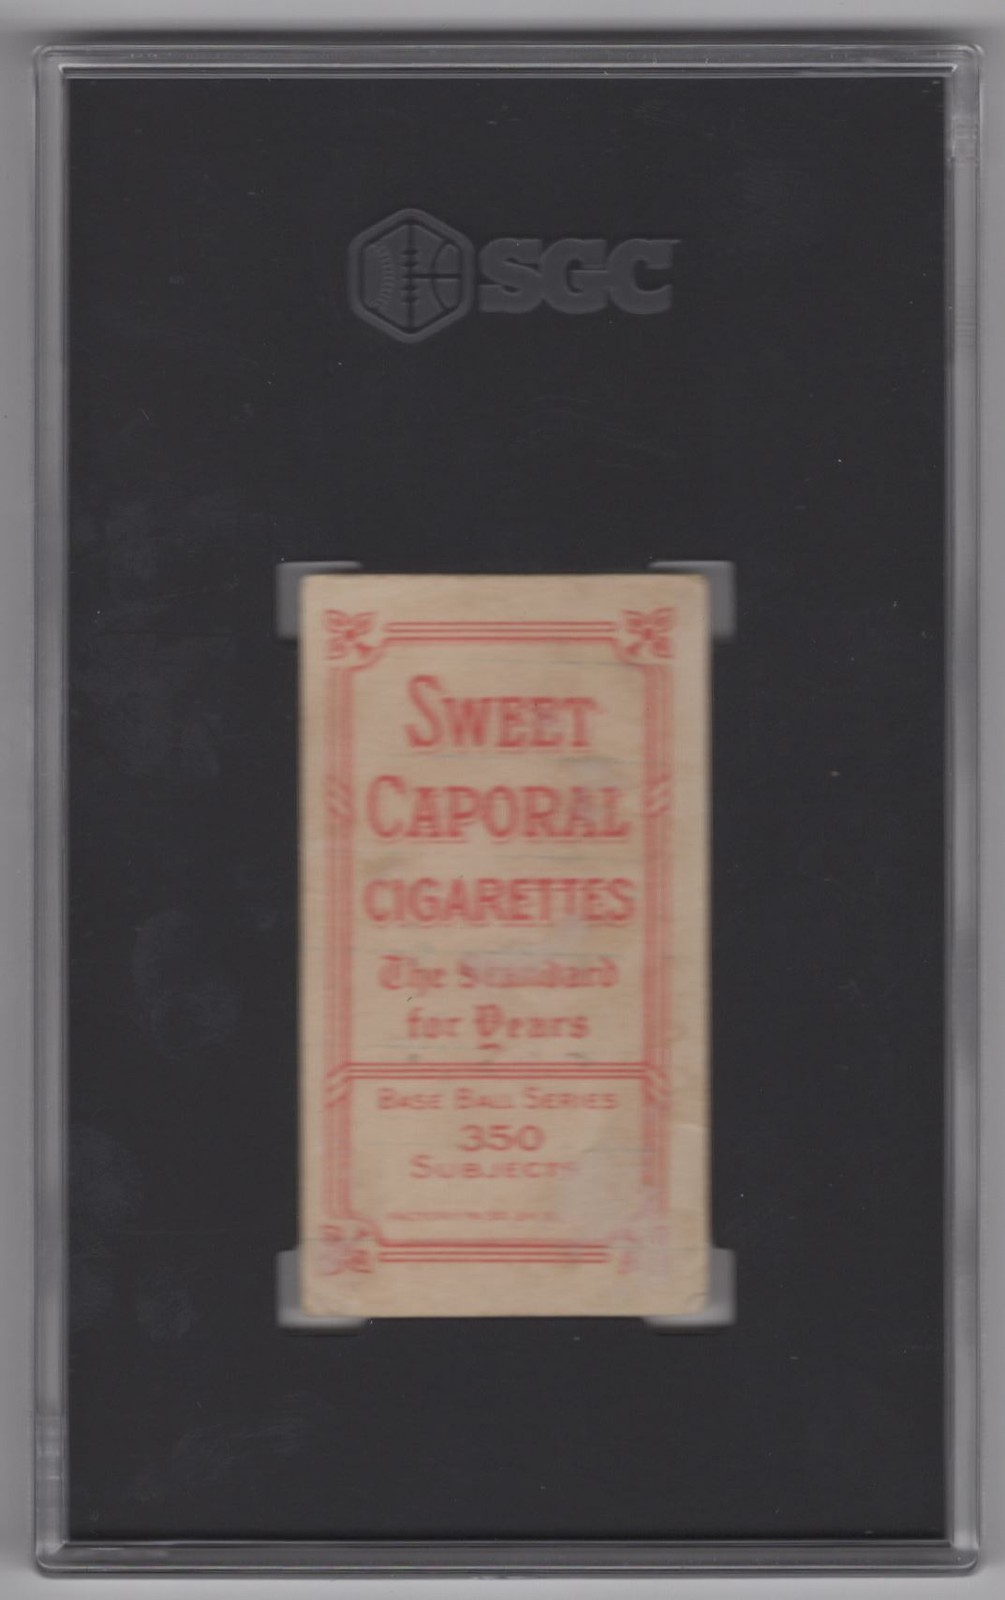 SGC
SWEET
CAPORAL
CIGARETTES
The Standard
for Years
BASE BALL SERIES
350
SUBJECTS